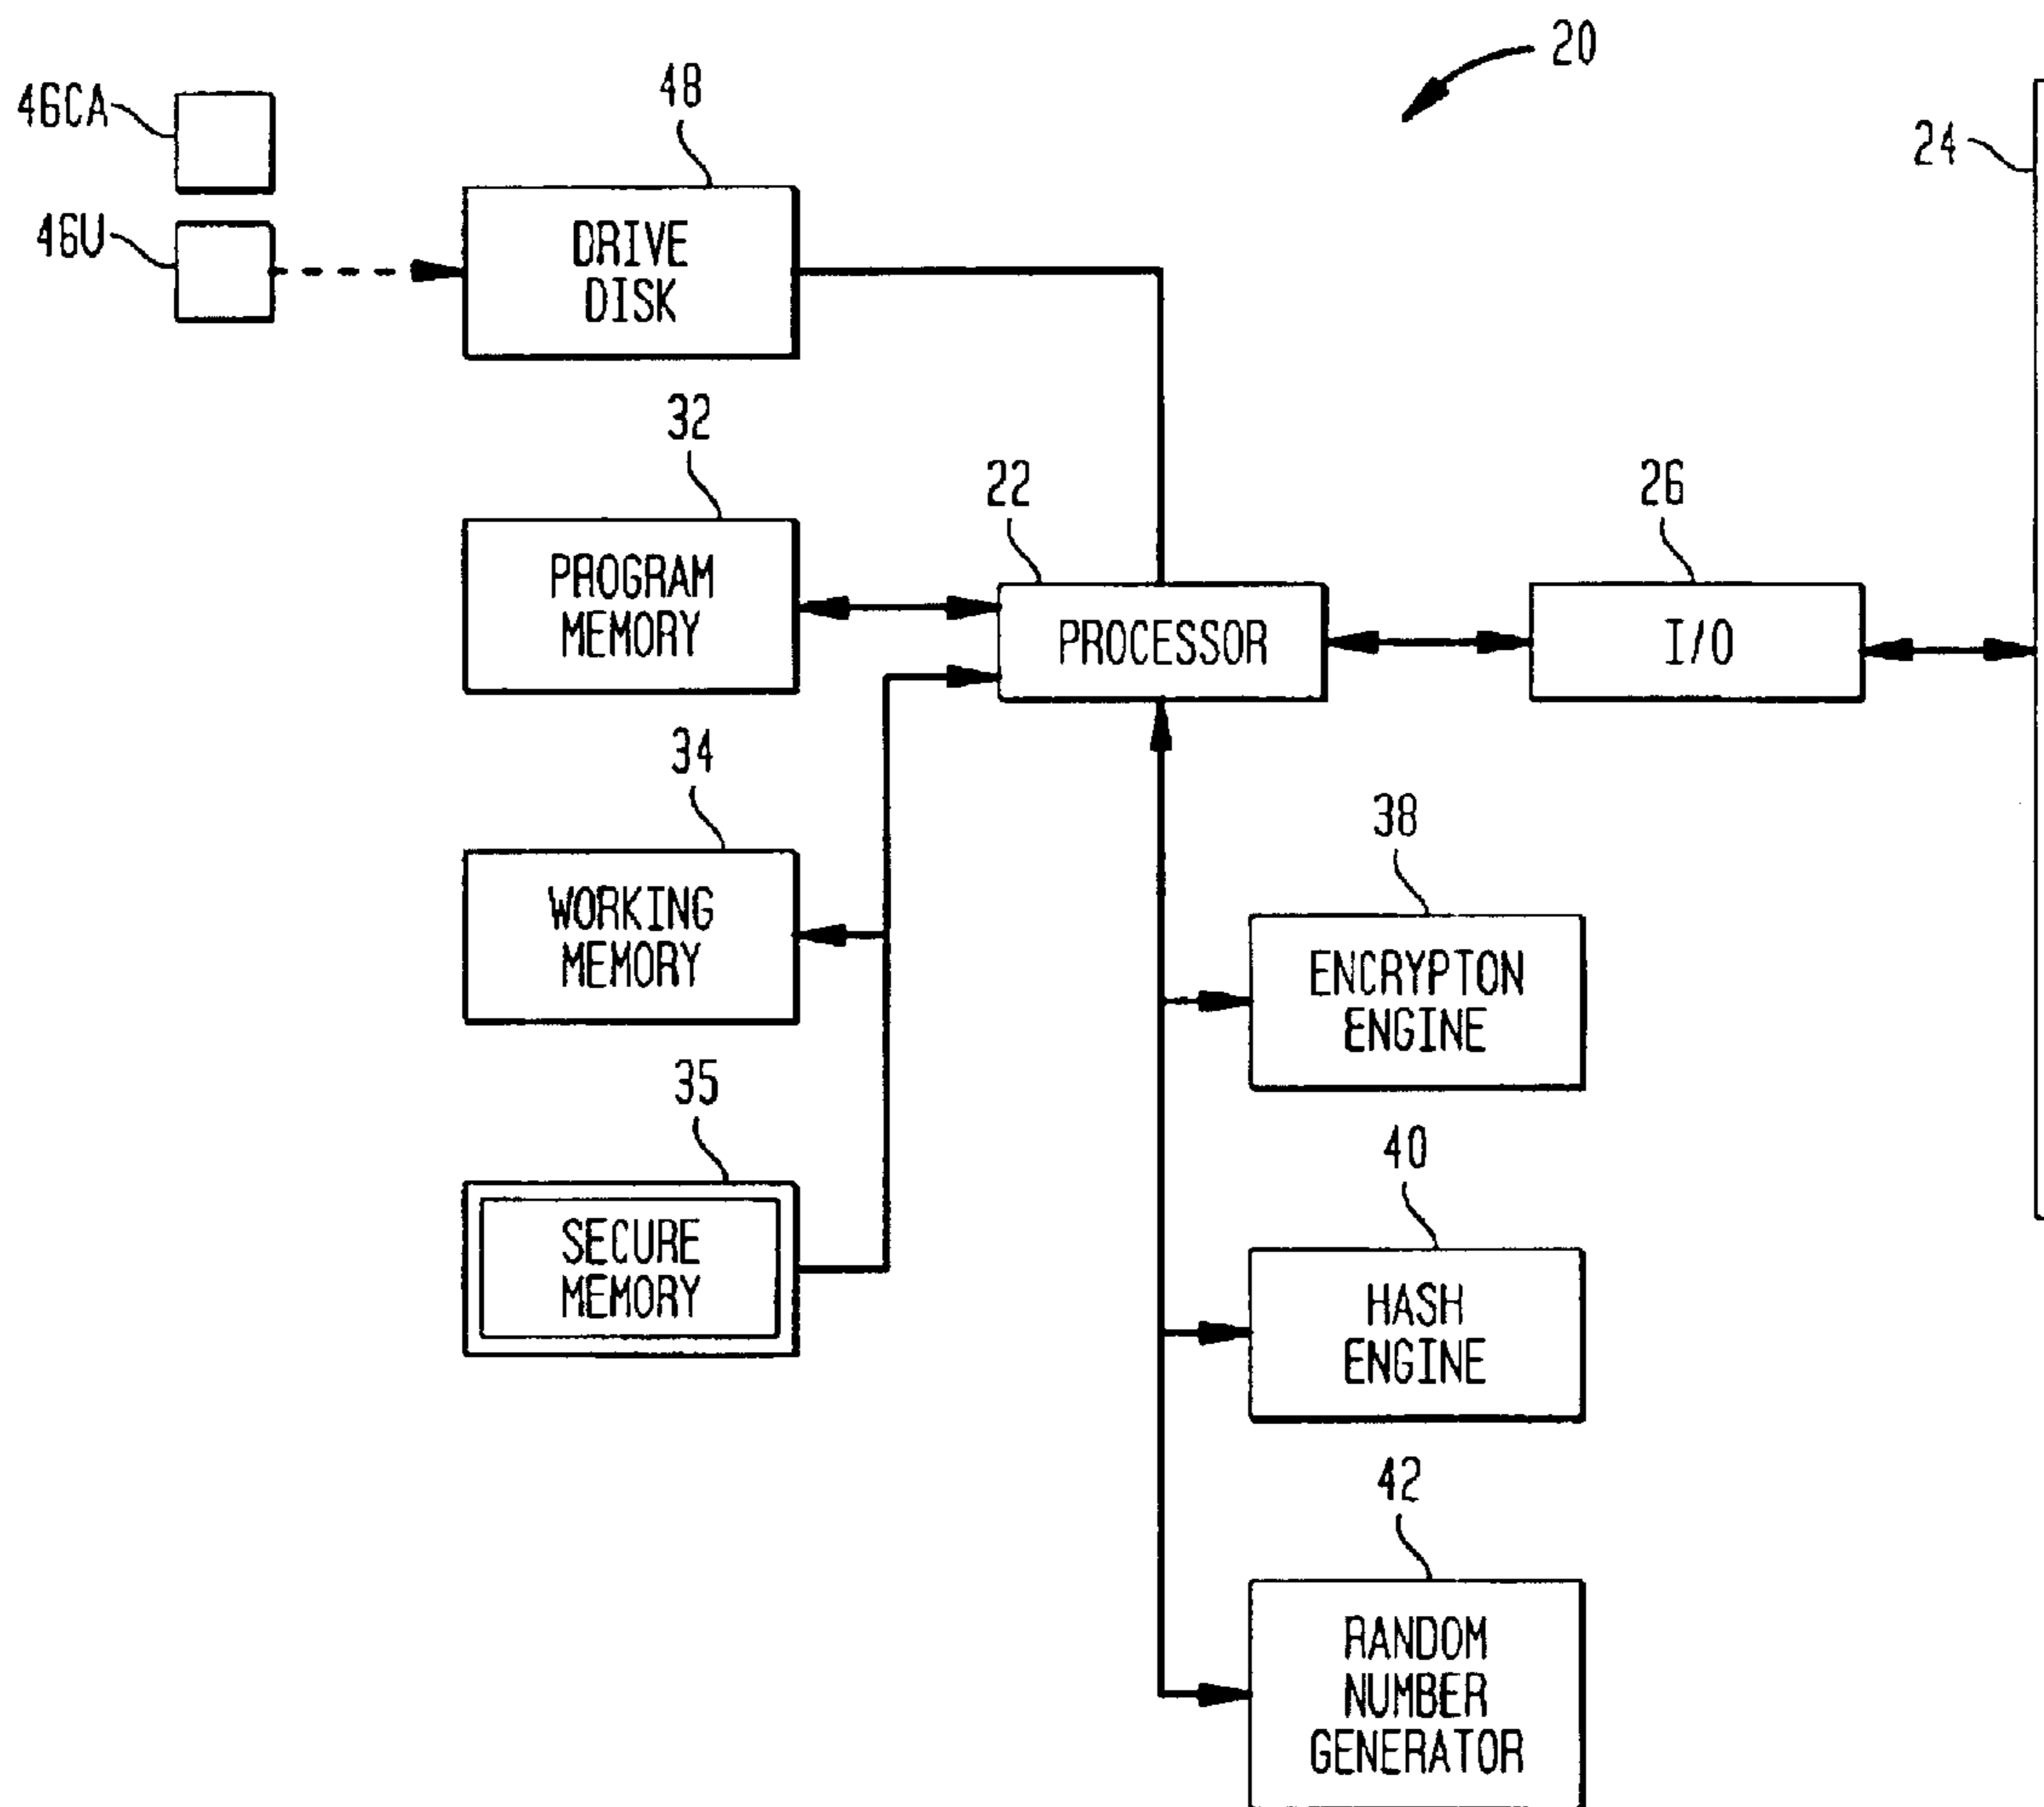 20
46CA
48
24
46U
DRIVE
DISK
32
22
26
PROGRAM
MEMORY
PROCESSOR
I/O
34
38
WORKING
MEMORY
ENCRYPTON
ENGINE
35
40
SECURE
MEMORY
HASH
ENGINE
42
RANDOM
NUMBER
GENERATOR